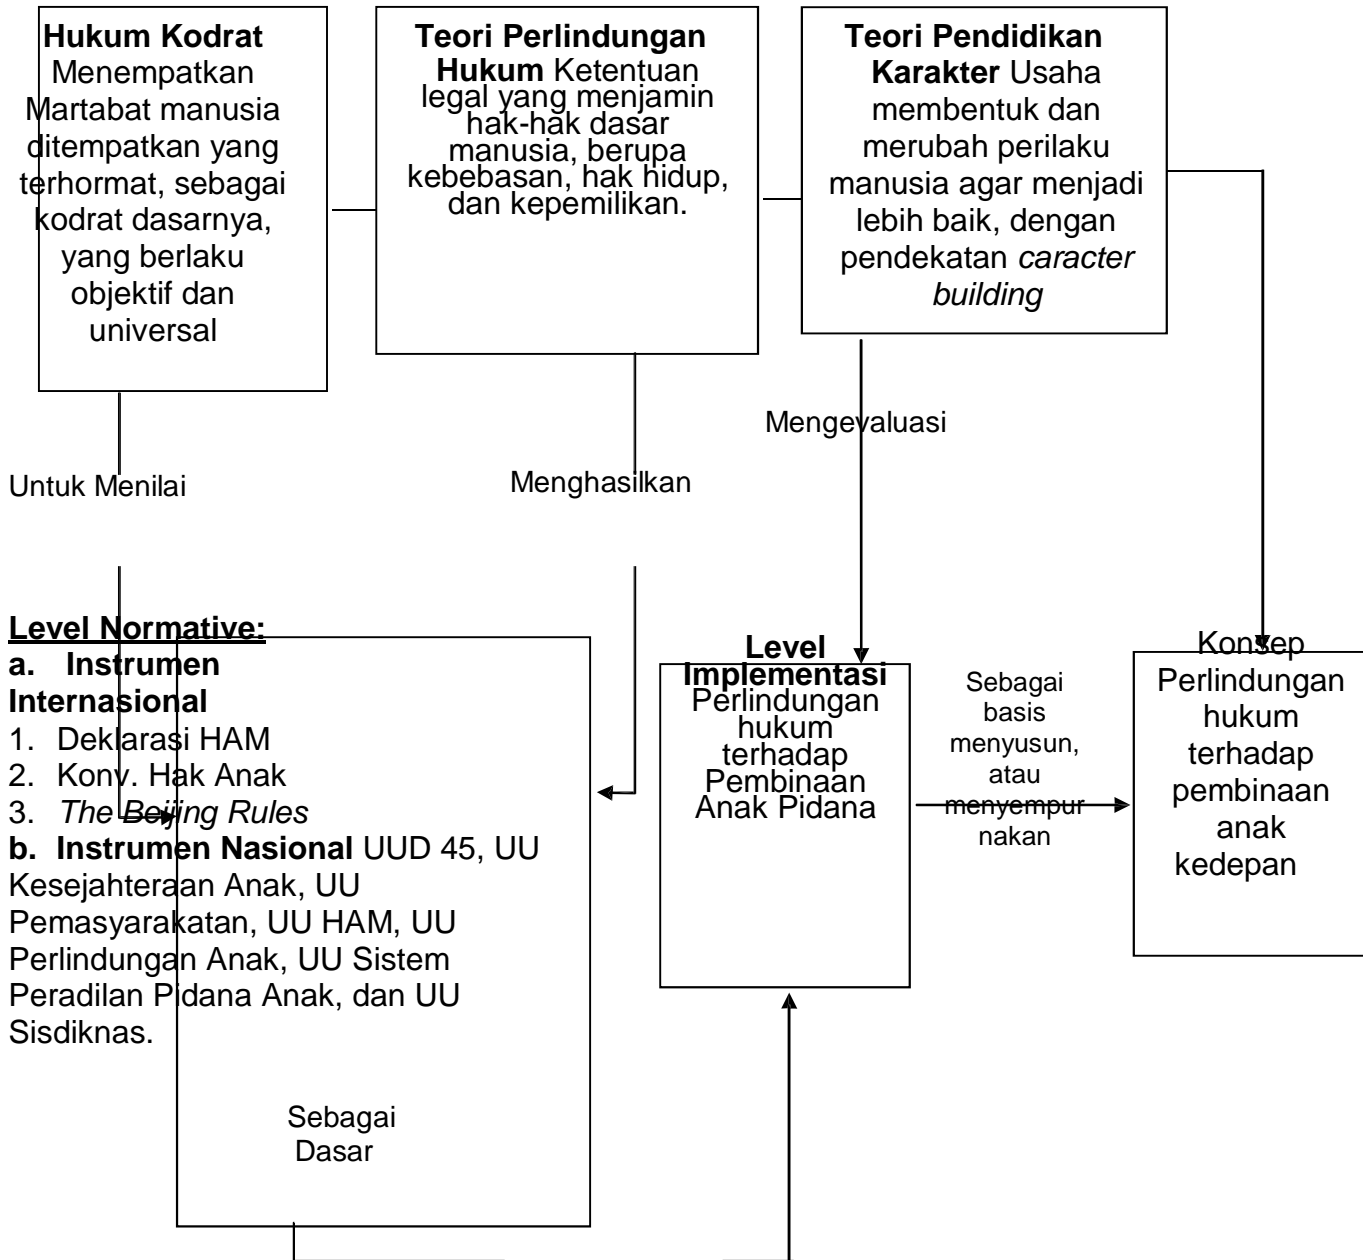 Hukum Kodrat
Menempatkan
Martabat manusia
ditempatkan yang
terhormat, sebagai
kodrat dasarnya,
yang berlaku
objektif dan
universal
Teori Perlindungan
Hukum Ketentuan
legal yang menjamin
hak-hak dasar
manusia, berupa
kebebasan, hak hidup,
dan kepemilikan.
Teori Pendidikan
Karakter Usaha
membentuk dan
merubah perilaku
manusia agar menjadi
lebih baik, dengan
pendekatan caracter
building
Untuk Menilai
Menghasilkan
Mengevaluasi
Level Normative:
a. Instrumen
Internasional
1. Deklarasi HAM
2. Konv. Hak Anak
3. The Beijing Rules
b. Instrumen Nasional UUD 45, UU
Kesejahteraan Anak, UU
Pemasyarakatan, UU HAM, UU
Perlindungan Anak, UU Sistem
Peradilan Pidana Anak, dan UU
Sisdiknas.
Sebagai
Dasar
Level
Implementasi
Perlindungan
hukum
terhadap
Pembinaan
Anak Pidana
Sebagai
basis
menyusun,
atau
menyempur
nakan
Konsep
Perlindungan
hukum
terhadap
pembinaan
anak
kedepan